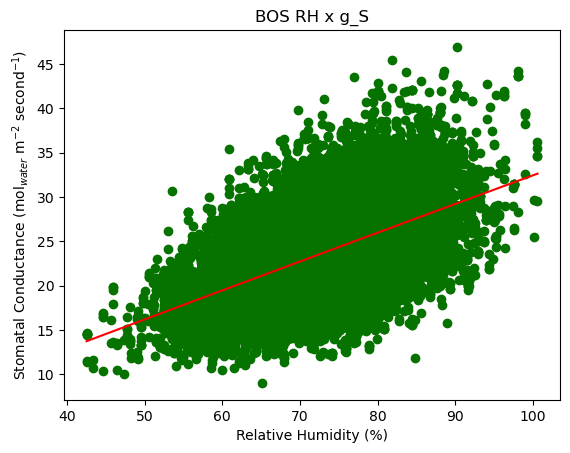 BOS RH x g_S
Stomatal Conductance (mol_water m⁻² second⁻¹)
45
40
35
30
25
20
15
10
40 50 60 70 80 90 100
Relative Humidity (%)